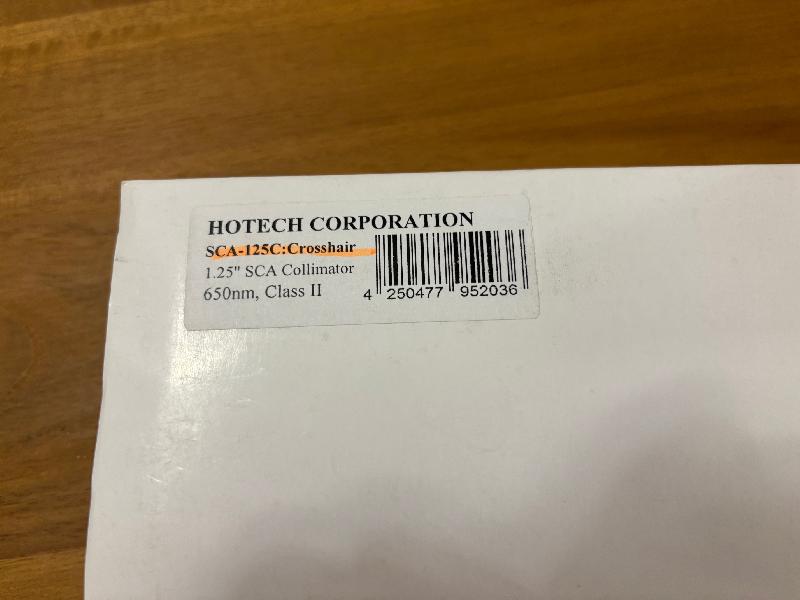 HOTECH CORPORATION
SCA-125C:Crosshair
1.25" SCA Collimator
650nm, Class II
4 250477 952036